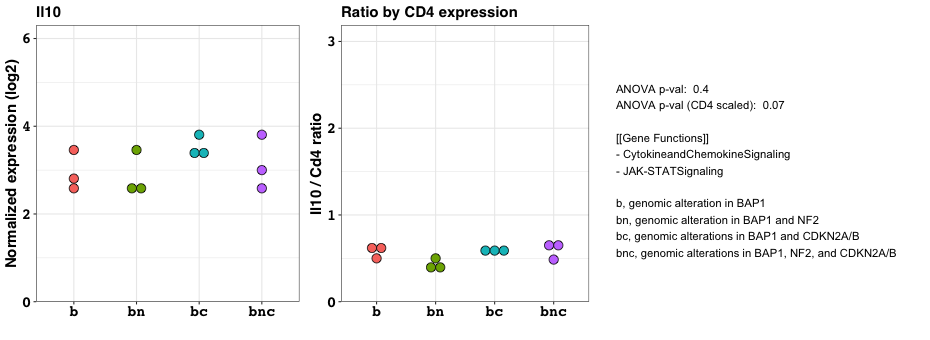 Il10
Normalized expression (log2)
6
4
2
0
b
bn
bc
bnc
Ratio by CD4 expression
Il10 / Cd4 ratio
3
2
1
0
b
bn
bc
bnc
ANOVA p-val:  0.4
ANOVA p-val (CD4 scaled):  0.07
[[Gene Functions]]
- CytokineandChemokineSignaling
- JAK-STATSignaling
b, genomic alteration in BAP1
bn, genomic alteration in BAP1 and NF2
bc, genomic alterations in BAP1 and CDKN2A/B
bnc, genomic alterations in BAP1, NF2, and CDKN2A/B